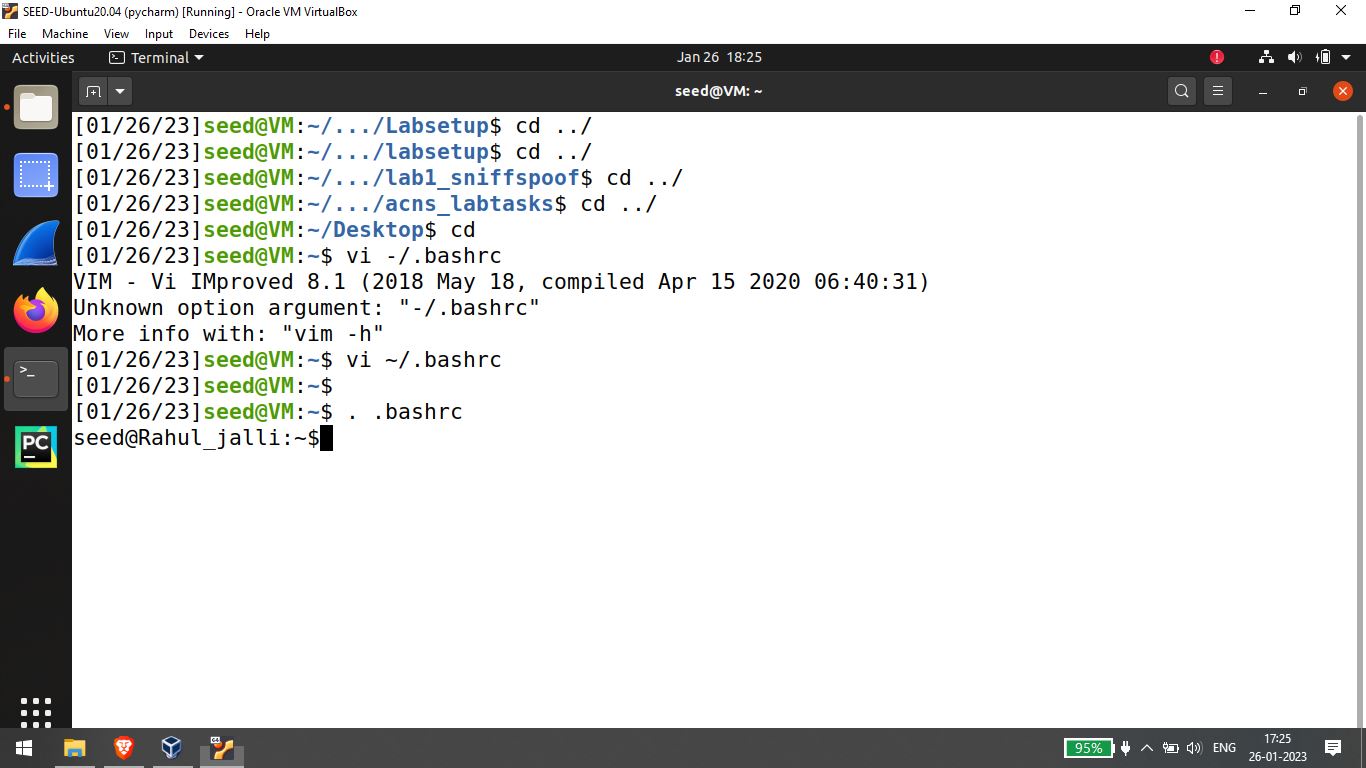 SEED-Ubuntu20.04 (pycharm) [Running] - Oracle VM VirtualBox
File Machine View Input Devices Help
Activities Terminal Jan 26 18:25
seed@VM: ~
[01/26/23]seed@VM:~/.../Labsetup$ cd ../
[01/26/23]seed@VM:~/.../labsetup$ cd ../
[01/26/23]seed@VM:~/.../lab1_sniffspoof$ cd ../
[01/26/23]seed@VM:~/.../acns_labtasks$ cd ../
[01/26/23]seed@VM:~/Desktop$ cd
[01/26/23]seed@VM:~$ vi -/.bashrc
VIM - Vi IMproved 8.1 (2018 May 18, compiled Apr 15 2020 06:40:31)
Unknown option argument: "-/.bashrc"
More info with: "vim -h"
[01/26/23]seed@VM:~$ vi ~/.bashrc
[01/26/23]seed@VM:~$
[01/26/23]seed@VM:~$ . .bashrc
seed@Rahul_jalli:~$
PC
64
95% ENG 17:25
26-01-2023